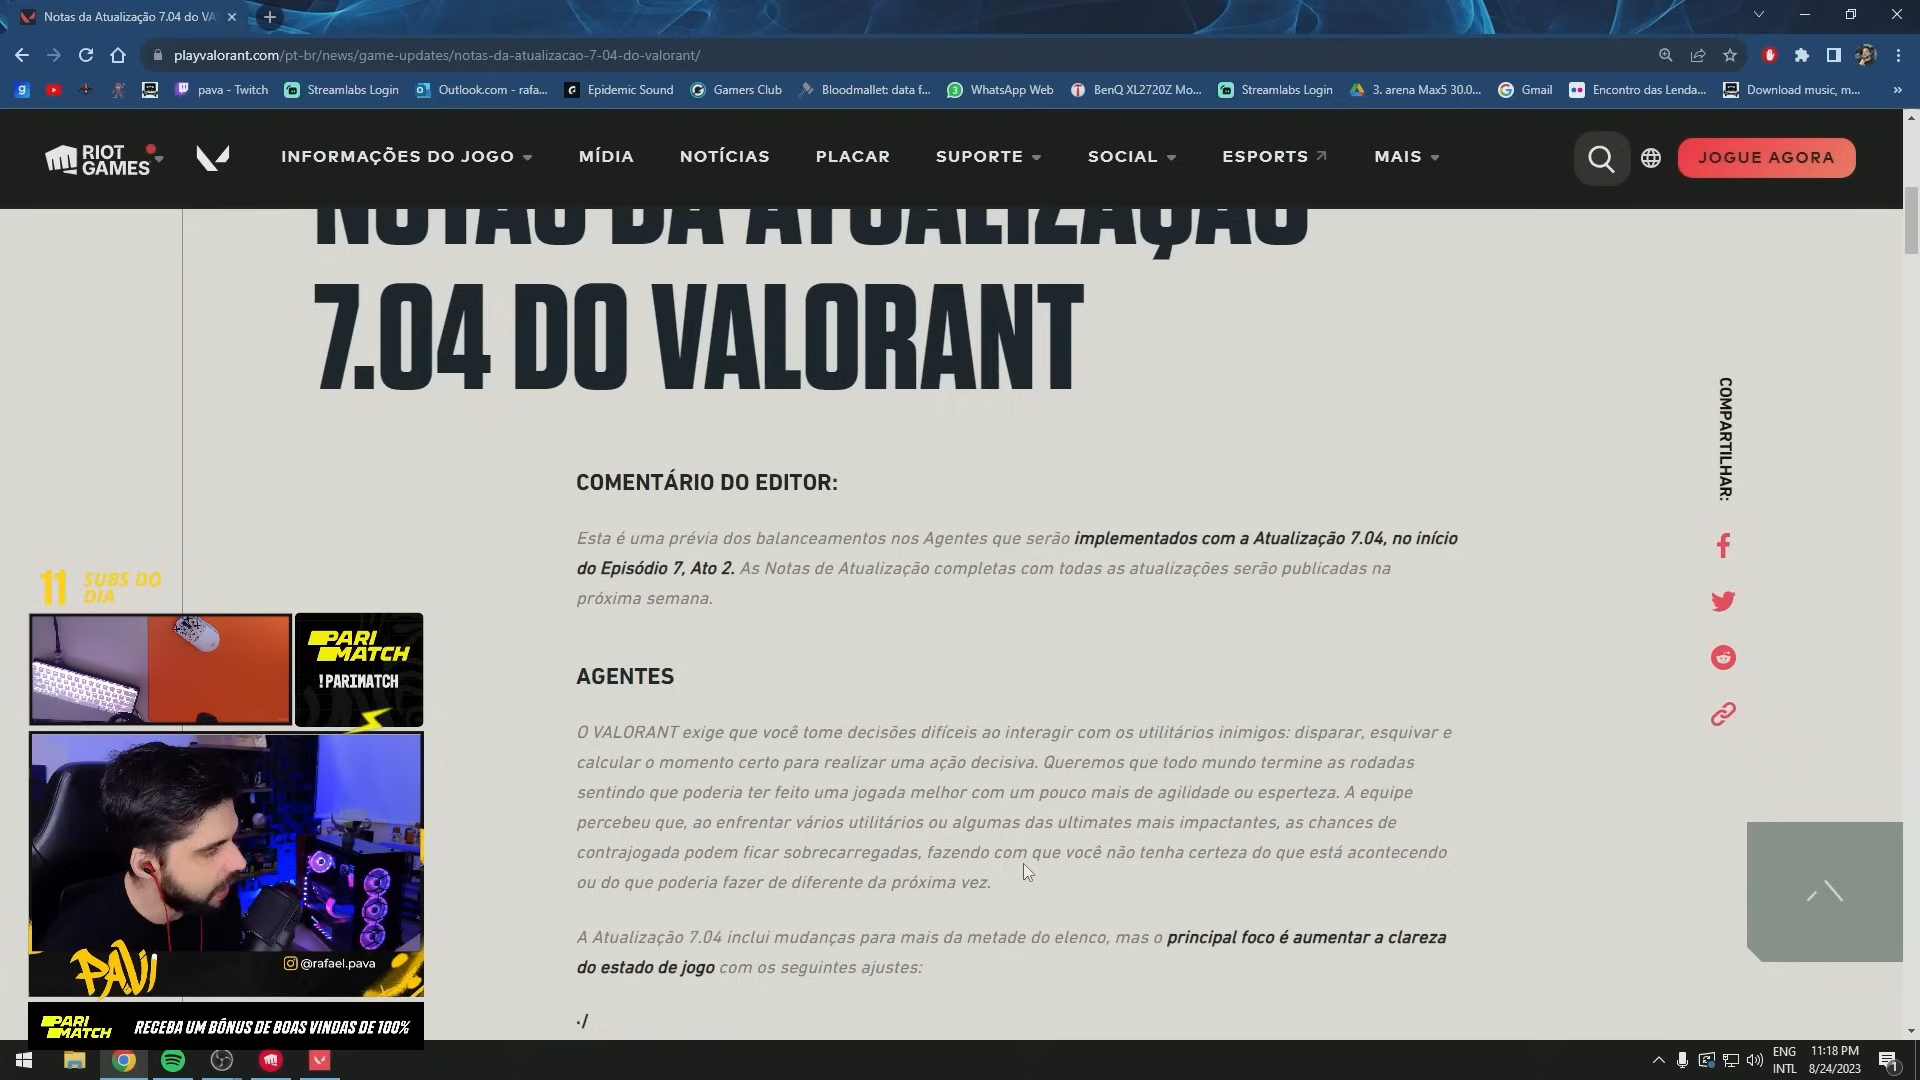 Notas da Atualização 7.04 do VA
playvalorant.com/pt-br/news/game-updates/notas-da-atualizacao-7-04-do-valorant/
pava - Twitch
Streamlabs Login
Outlook.com - rafa...
Epidemic Sound
Gamers Club
Bloodmallet: data f...
WhatsApp Web
BenQ XL2720Z Mo...
Streamlabs Login
3. arena Max5 30.0...
Gmail
Encontro das Lenda...
Download music, m...
RIOT
GAMES
INFORMAÇÕES DO JOGO
MÍDIA
NOTÍCIAS
PLACAR
SUPORTE
SOCIAL
ESPORTS
MAIS
JOGUE AGORA
NOTAS DA ATUALIZAÇÃO
7.04 DO VALORANT
COMPARTILHAR:
COMENTÁRIO DO EDITOR:
Esta é uma prévia dos balanceamentos nos Agentes que serão implementados com a Atualização 7.04, no início
do Episódio 7, Ato 2. As Notas de Atualização completas com todas as atualizações serão publicadas na
próxima semana.
AGENTES
O VALORANT exige que você tome decisões difíceis ao interagir com os utilitários inimigos: disparar, esquivar e
calcular o momento certo para realizar uma ação decisiva. Queremos que todo mundo termine as rodadas
sentindo que poderia ter feito uma jogada melhor com um pouco mais de agilidade ou esperteza. A equipe
percebeu que, ao enfrentar vários utilitários ou algumas das ultimates mais impactantes, as chances de
contrajogada podem ficar sobrecarregadas, fazendo com que você não tenha certeza do que está acontecendo
ou do que poderia fazer de diferente da próxima vez.
A Atualização 7.04 inclui mudanças para mais da metade do elenco, mas o principal foco é aumentar a clareza
do estado de jogo com os seguintes ajustes:
·/
11 SUBS DO
DIA
PARI
MATCH
!PARIMATCH
PAVI
@rafael.pava
PARI
MATCH
RECEBA UM BÔNUS DE BOAS VINDAS DE 100%
ENG
INTL
11:18 PM
8/24/2023
1